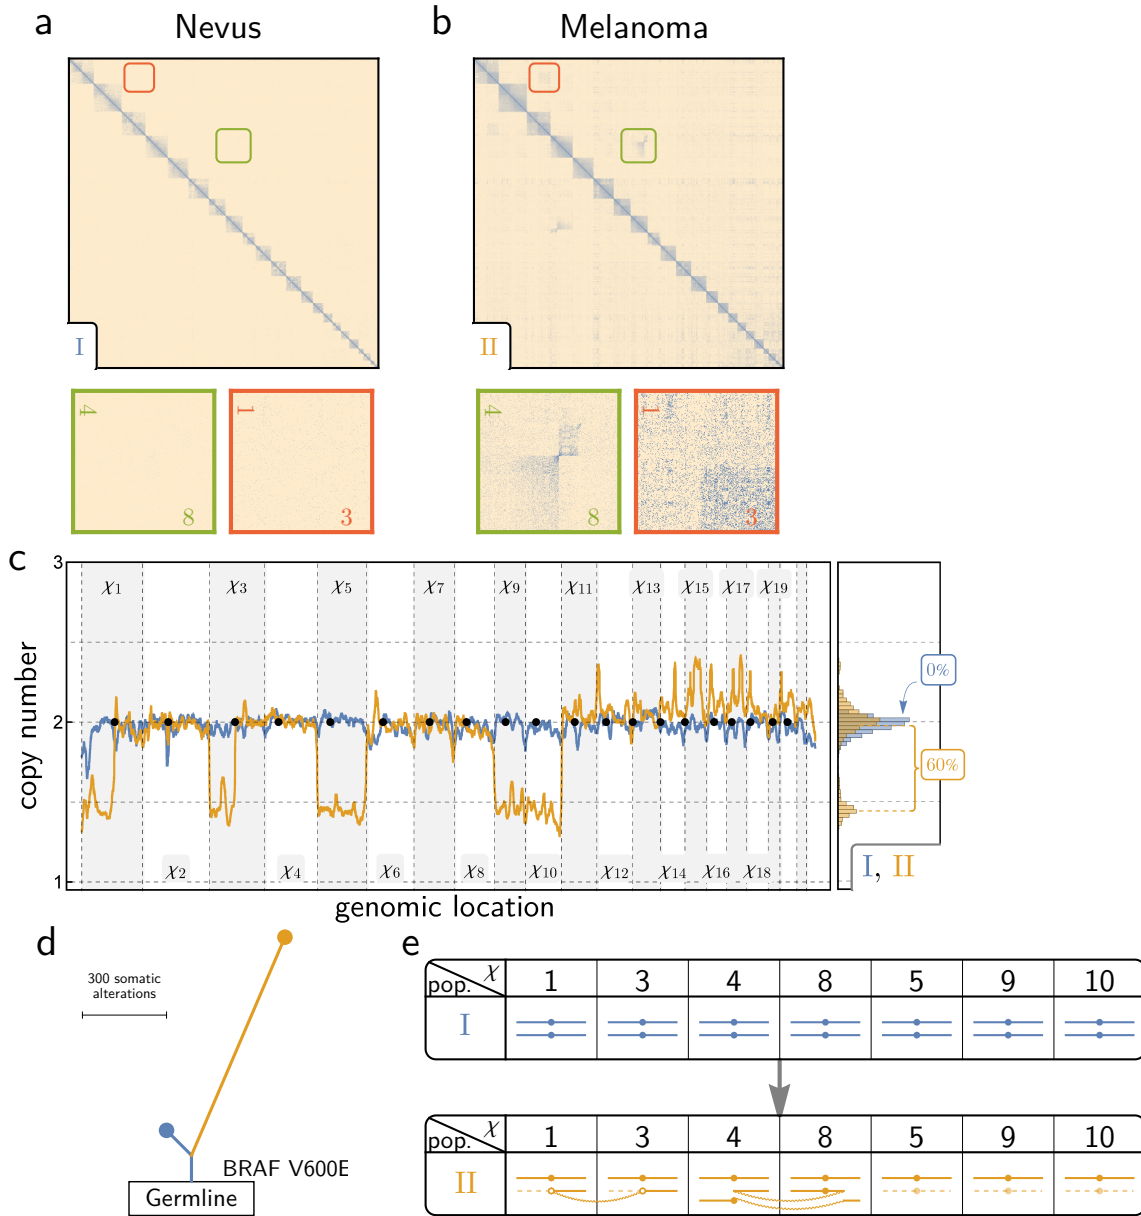 a
Nevus
b
Melanoma
I
II
4
8
1
3
4
8
1
3
c
3
2
1
copy number
χ1
χ3
χ5
χ7
χ9
χ11
χ13
χ15
χ17
χ19
χ2
χ4
χ6
χ8
χ10
χ12
χ14
χ16
χ18
genomic location
0%
60%
I, II
d
300 somatic
alterations
BRAF V600E
Germline
e
pop. χ 1 3 4 8 5 9 10
I
pop. χ 1 3 4 8 5 9 10
II